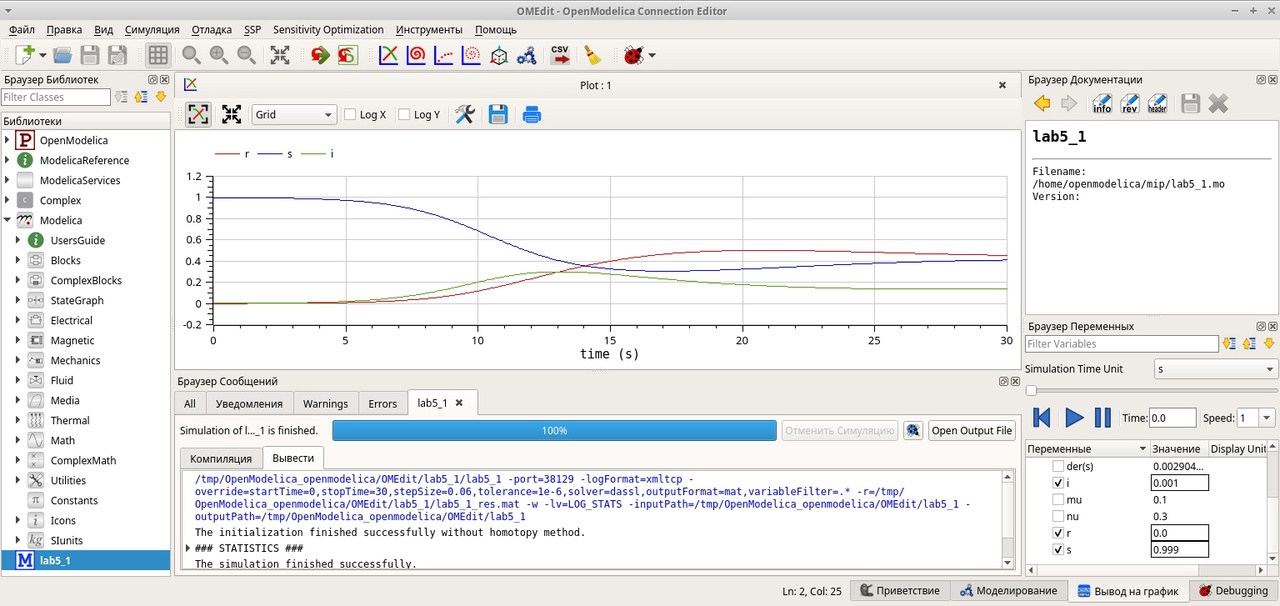 OMEdit - OpenModelica Connection Editor
Файл Правка Вид Симуляция Отладка SSP Sensitivity Optimization Инструменты Помощь
CSV
Браузер Библиотек
Filter Classes
Библиотеки
P OpenModelica
i ModelicaReference
ModelicaServices
C Complex
Modelica
i UsersGuide
Blocks
ComplexBlocks
StateGraph
Electrical
Magnetic
Mechanics
Fluid
Media
Thermal
Math
ComplexMath
Utilities
Constants
Icons
kg SIunits
M lab5_1
Plot : 1
Grid Log X Log Y
r s i
1.2
1
0.8
0.6
0.4
0.2
0
-0.2
0 5 10 15 20 25 30
time (s)
Браузер Сообщений
All Уведомления Warnings Errors lab5_1
Simulation of l..._1 is finished. 100% Отменить Симуляцию Open Output File
Компиляция Вывести
/tmp/OpenModelica_openmodelica/OMEdit/lab5_1/lab5_1 -port=38129 -logFormat=xmltcp -
override=startTime=0,stopTime=30,stepSize=0.06,tolerance=1e-6,solver=dassl,outputFormat=mat,variableFilter=.* -r=/tmp/
OpenModelica_openmodelica/OMEdit/lab5_1/lab5_1_res.mat -w -lv=LOG_STATS -inputPath=/tmp/OpenModelica_openmodelica/OMEdit/lab5_1 -
outputPath=/tmp/OpenModelica_openmodelica/OMEdit/lab5_1
The initialization finished successfully without homotopy method.
### STATISTICS ###
The simulation finished successfully.
Браузер Документации
info rev header
lab5_1
Filename:
/home/openmodelica/mip/lab5_1.mo
Version:
Браузер Переменных
Filter Variables
Simulation Time Unit s
Time: 0.0 Speed: 1
Переменные Значение Display Unit
der(s) 0.002904...
i 0.001
mu 0.1
nu 0.3
r 0.0
s 0.999
Ln: 2, Col: 25 Приветствие Моделирование Вывод на график Debugging